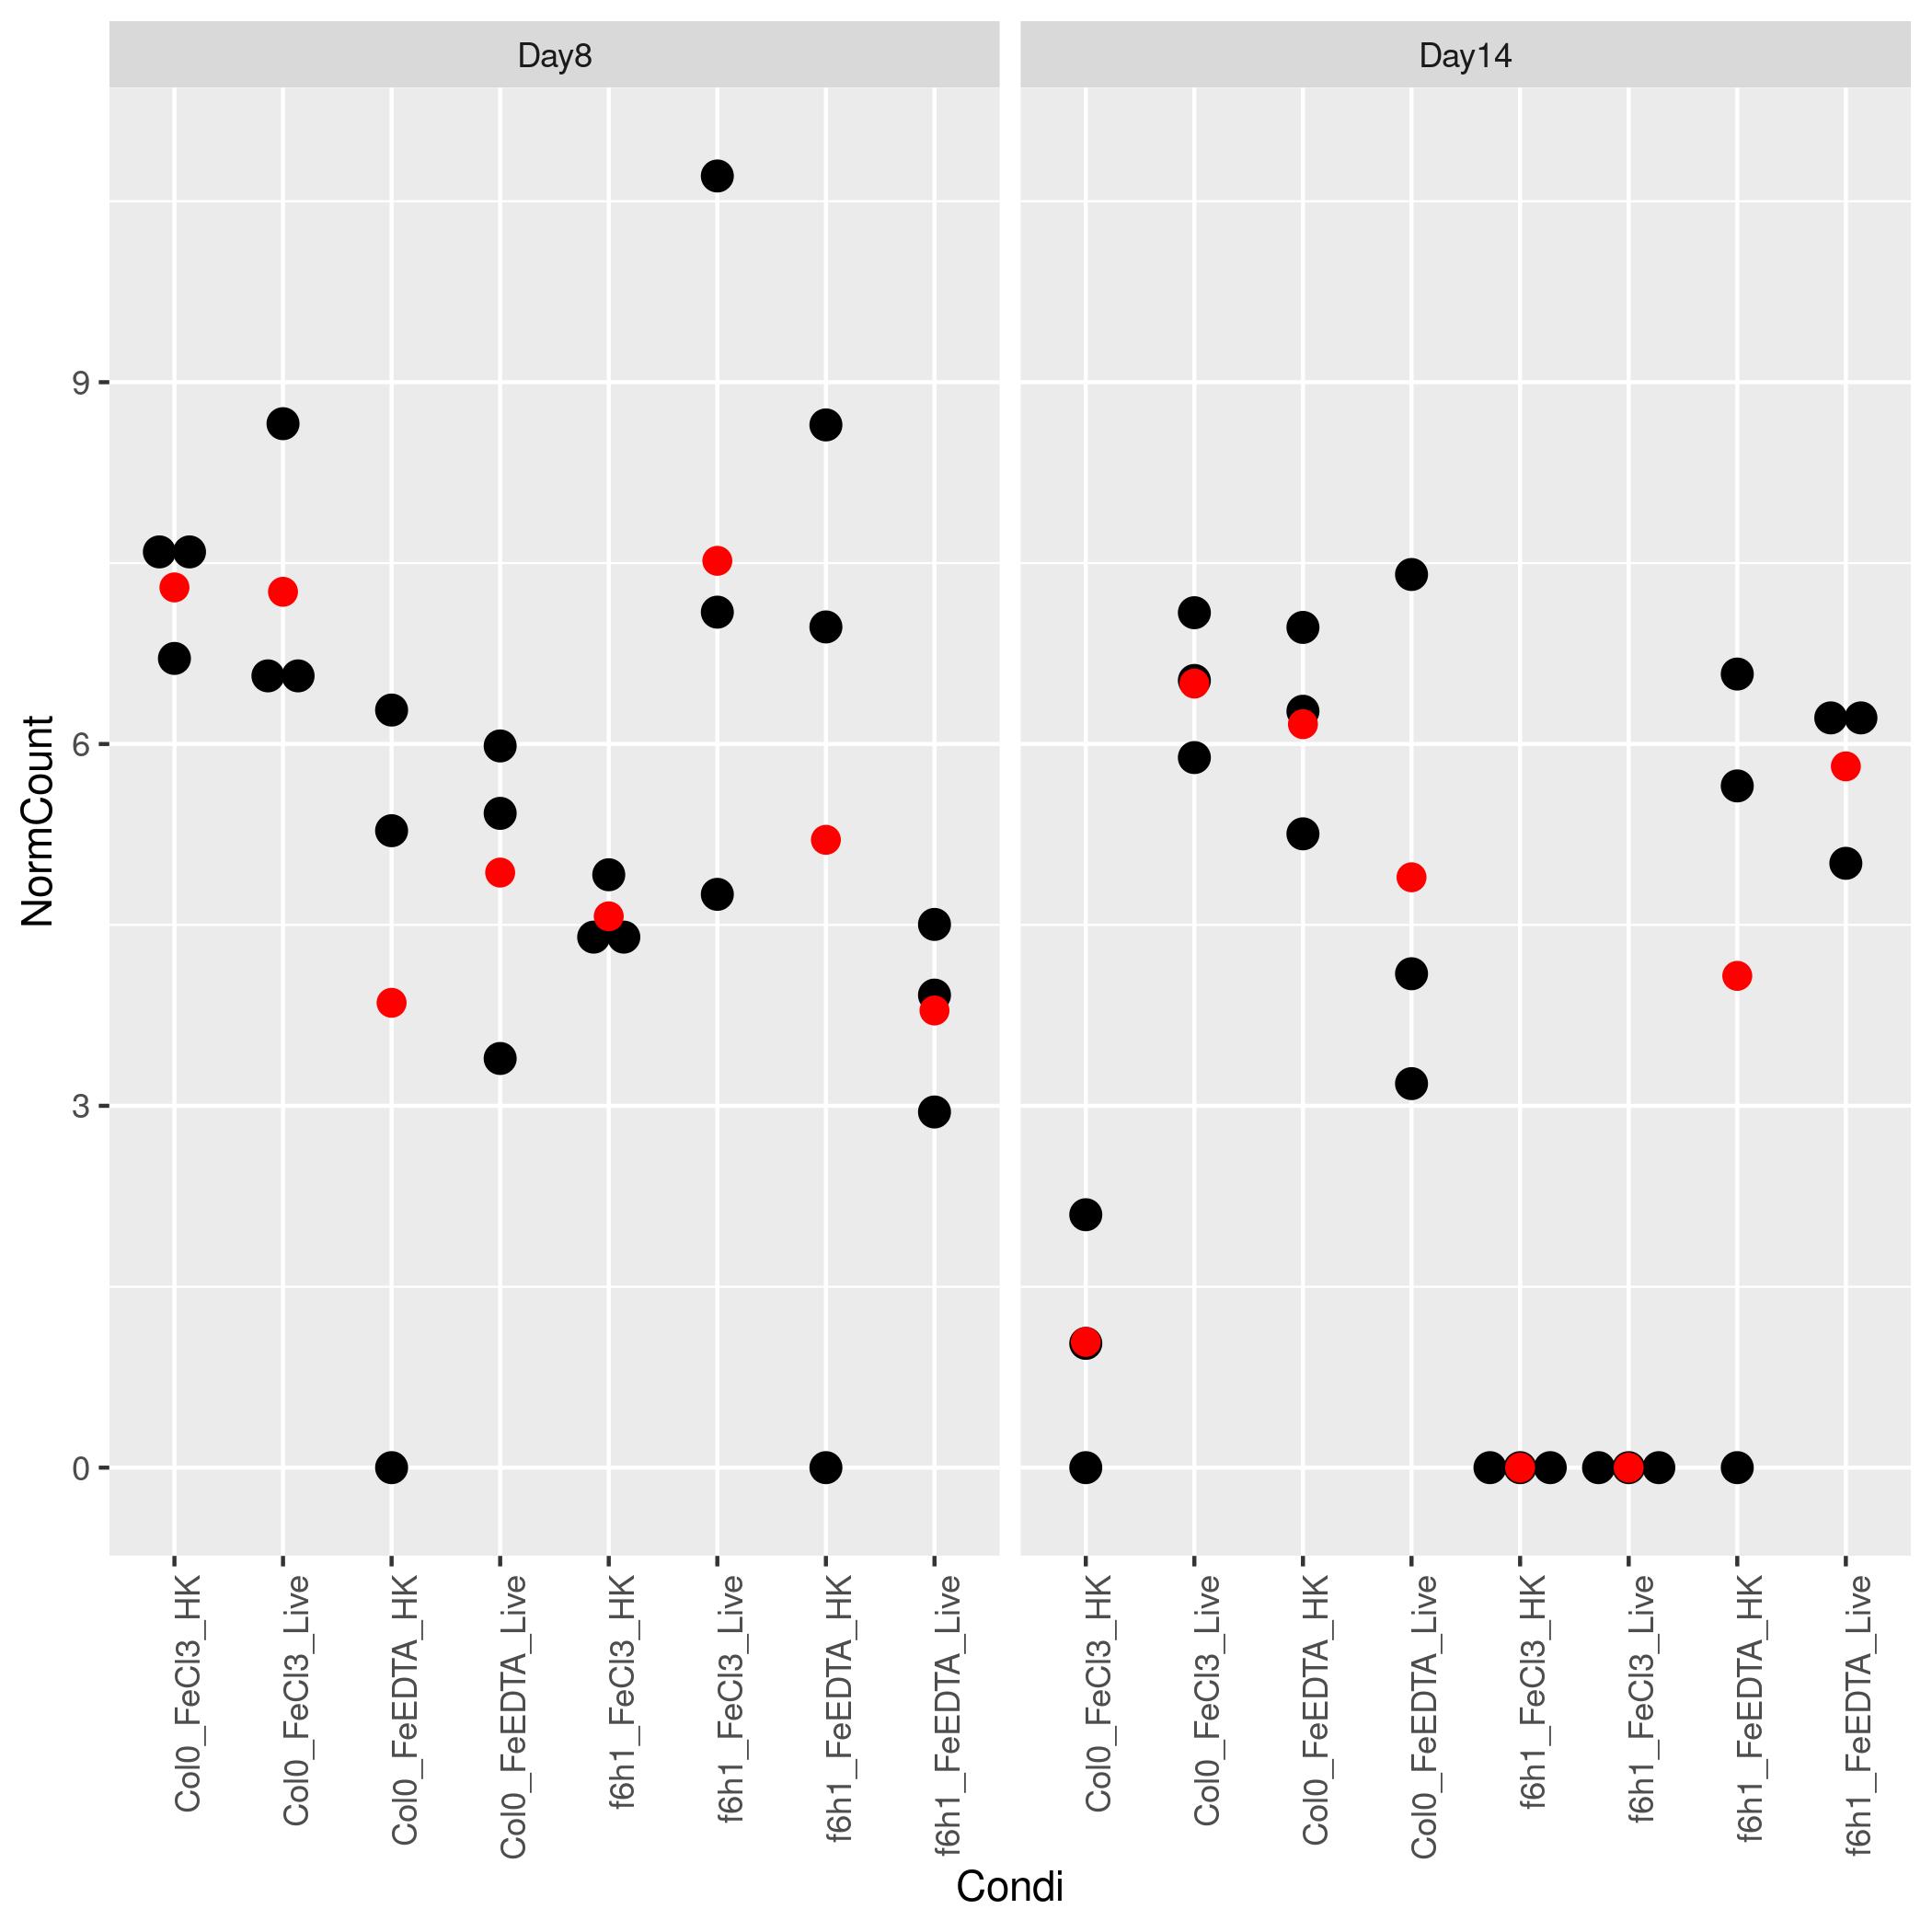 Day8
Day14
NormCount
9
6
3
0
Col0_FeCl3_HK
Col0_FeCl3_Live
Col0_FeEDTA_HK
Col0_FeEDTA_Live
f6h1_FeCl3_HK
f6h1_FeCl3_Live
f6h1_FeEDTA_HK
f6h1_FeEDTA_Live
Col0_FeCl3_HK
Col0_FeCl3_Live
Col0_FeEDTA_HK
Col0_FeEDTA_Live
f6h1_FeCl3_HK
f6h1_FeCl3_Live
f6h1_FeEDTA_HK
f6h1_FeEDTA_Live
Condi